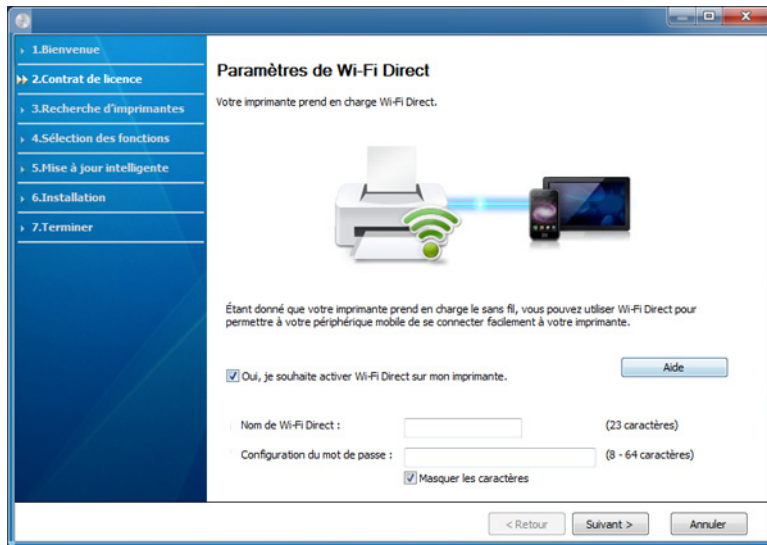 1.Bienvenue
2.Contrat de licence
3.Recherche d'imprimantes
4.Sélection des fonctions
5.Mise à jour intelligente
6.Installation
7.Terminer
Paramètres de Wi-Fi Direct
Votre imprimante prend en charge Wi-Fi Direct.
Étant donné que votre imprimante prend en charge le sans fil, vous pouvez utiliser Wi-Fi Direct pour
permettre à votre périphérique mobile de se connecter facilement à votre imprimante.
Aide
Oui, je souhaite activer Wi-Fi Direct sur mon imprimante.
Nom de Wi-Fi Direct : (23 caractères)
Configuration du mot de passe : (8 - 64 caractères)
Masquer les caractères
< Retour Suivant > Annuler